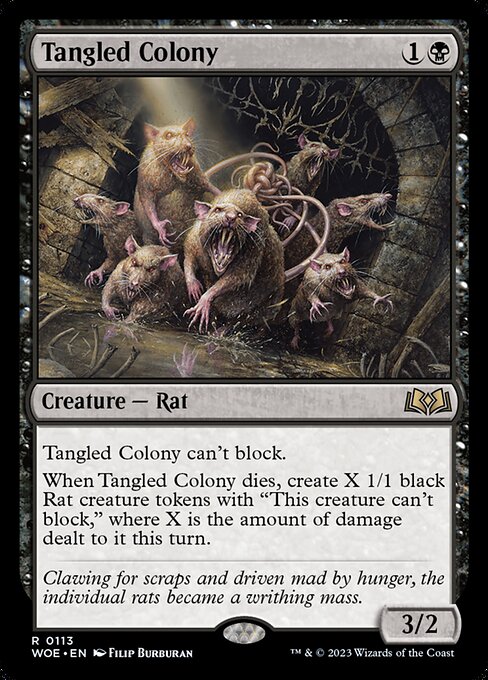 Tangled Colony 1
Creature — Rat
Tangled Colony can't block.
When Tangled Colony dies, create X 1/1 black
Rat creature tokens with “This creature can't
block,” where X is the amount of damage
dealt to it this turn.
Clawing for scraps and driven mad by hunger, the
individual rats became a writhing mass.
3/2
R 0113
WOE • EN Filip Burburan
™ & © 2023 Wizards of the Coast